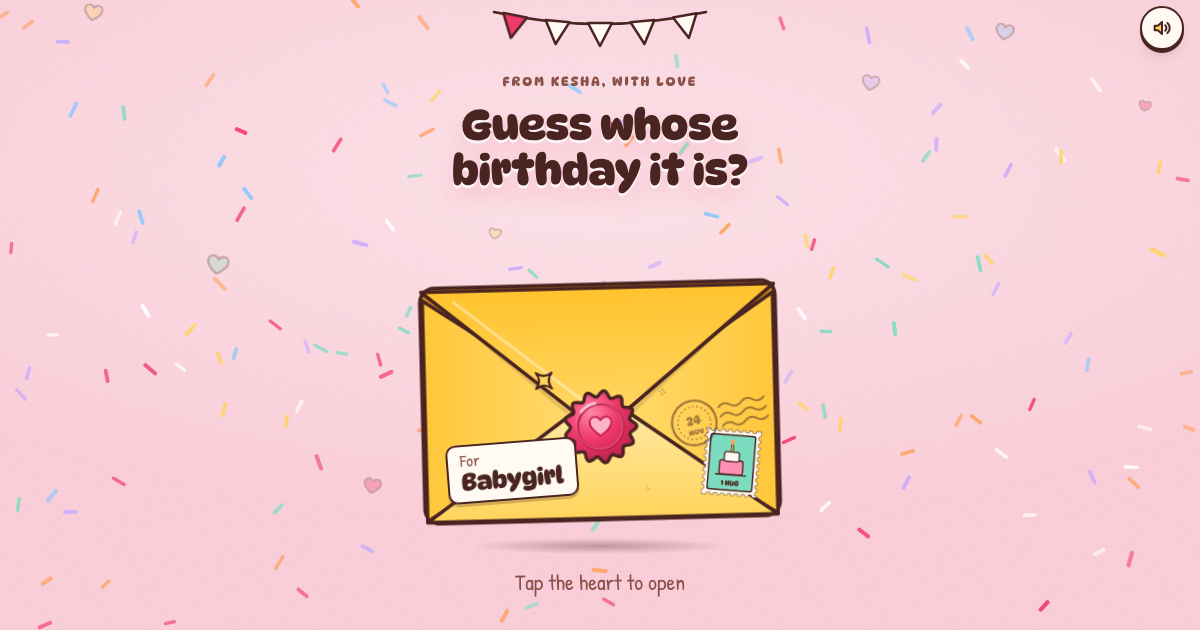 FROM KESHA, WITH LOVE
Guess whose
birthday it is?
24
NOV
For
Babygirl
1 HUG
Tap the heart to open